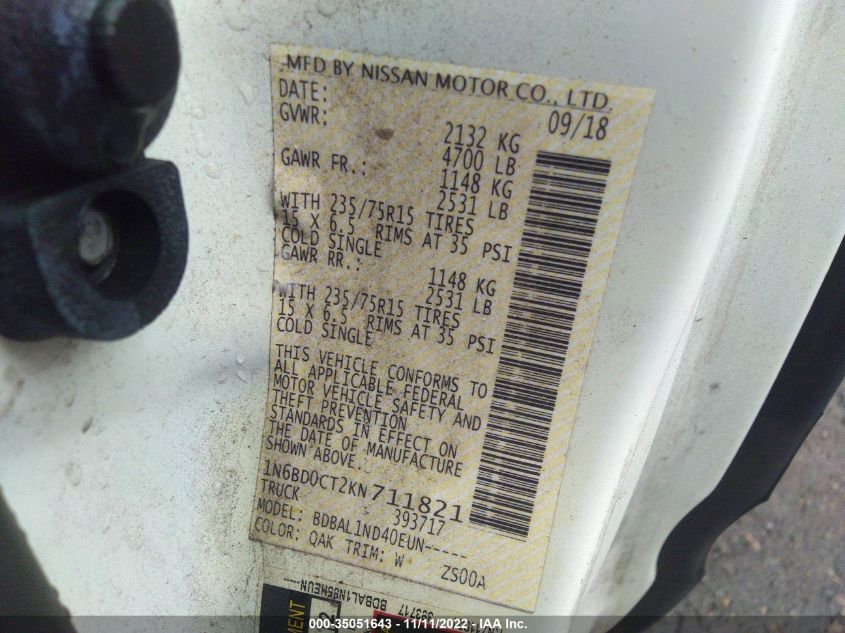 MFD BY NISSAN MOTOR CO., LTD.
DATE: 09/18
GVWR: 2132 KG
4700 LB
GAWR FR.: 1148 KG
2531 LB
WITH 235/75R15 TIRES
15 X 6.5 RIMS AT 35 PSI
COLD SINGLE
GAWR RR.: 1148 KG
2531 LB
WITH 235/75R15 TIRES
15 X 6.5 RIMS AT 35 PSI
COLD SINGLE
THIS VEHICLE CONFORMS TO
ALL APPLICABLE FEDERAL
MOTOR VEHICLE SAFETY AND
THEFT PREVENTION
STANDARDS IN EFFECT ON
THE DATE OF MANUFACTURE
SHOWN ABOVE.
1N6BD0CT2KN711821
TRUCK 393717
MODEL: BDBAL1ND40EUN-----
COLOR: QAK TRIM: W ZS00A
000-35051643 - 11/11/2022 - IAA Inc.